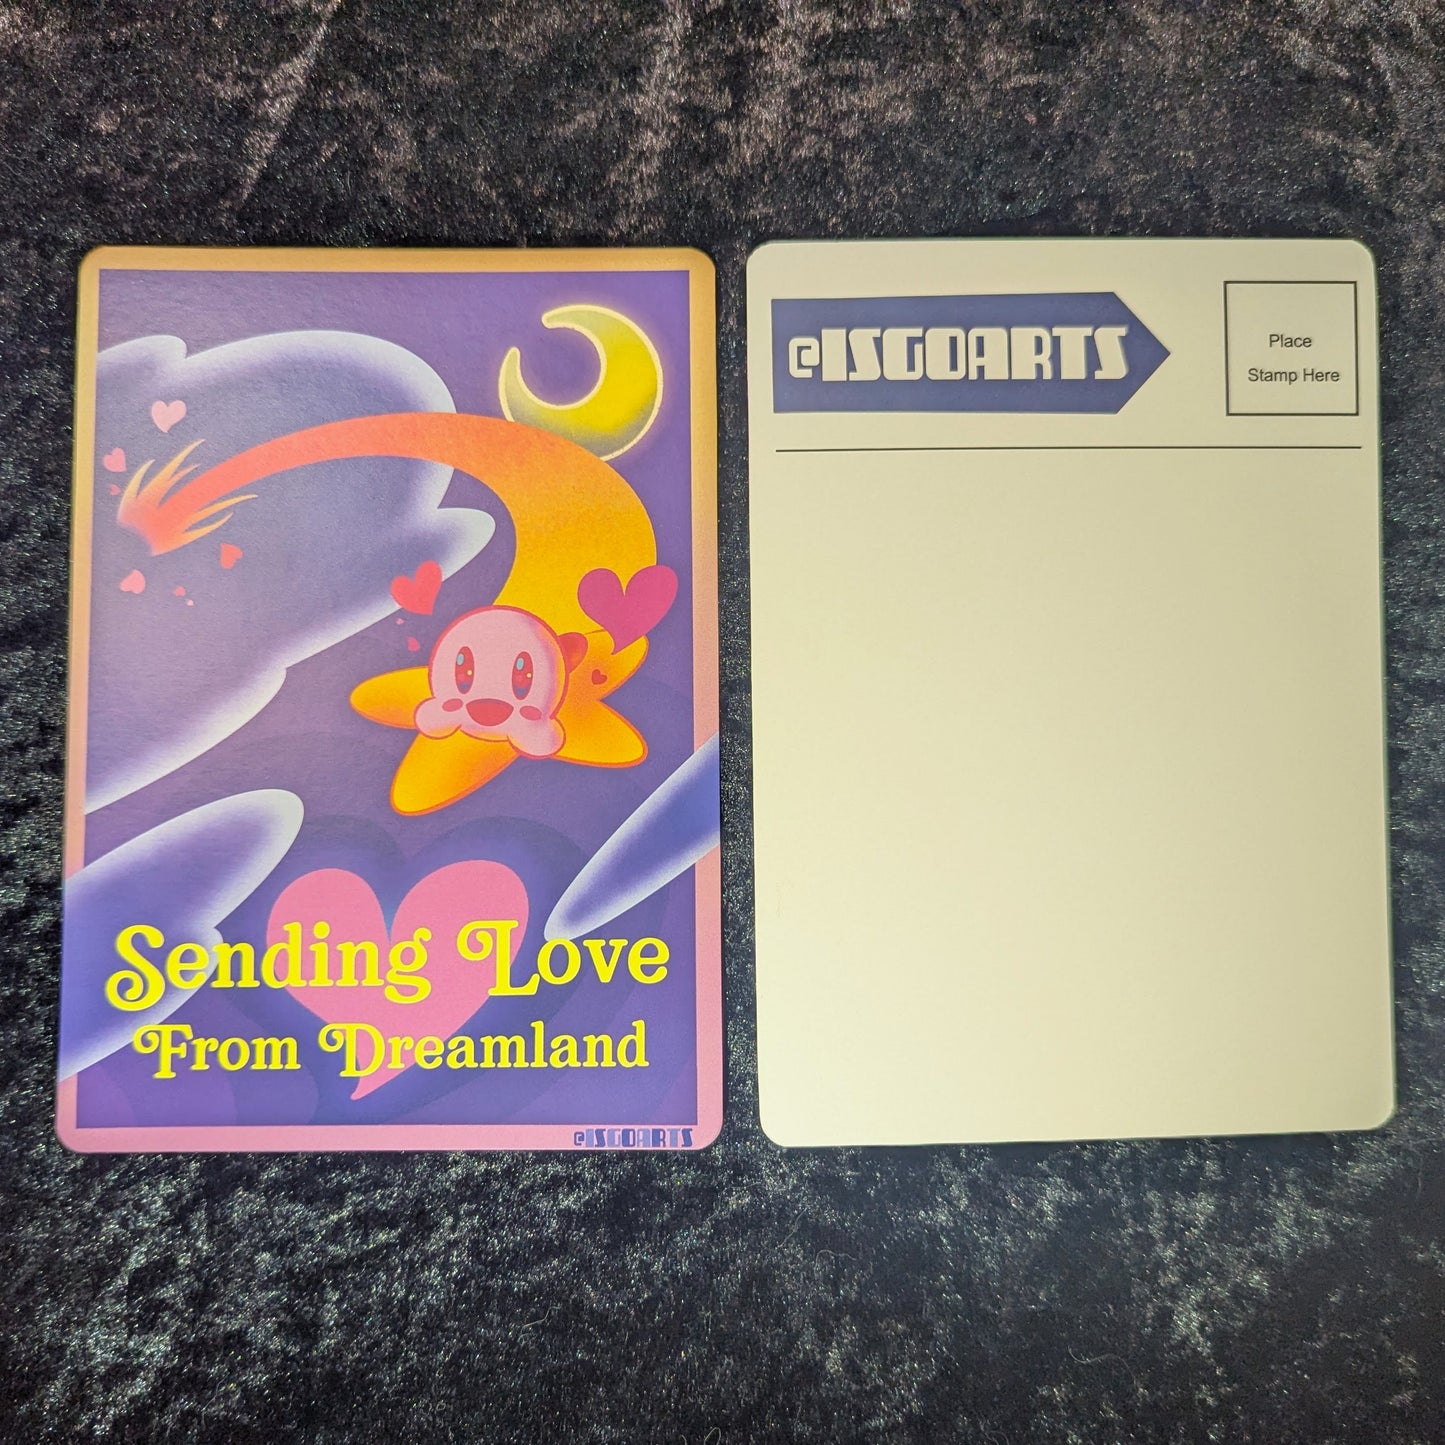 Sending Love
From Dreamland
@ISGOARTS
@ISGOARTS
Place
Stamp Here